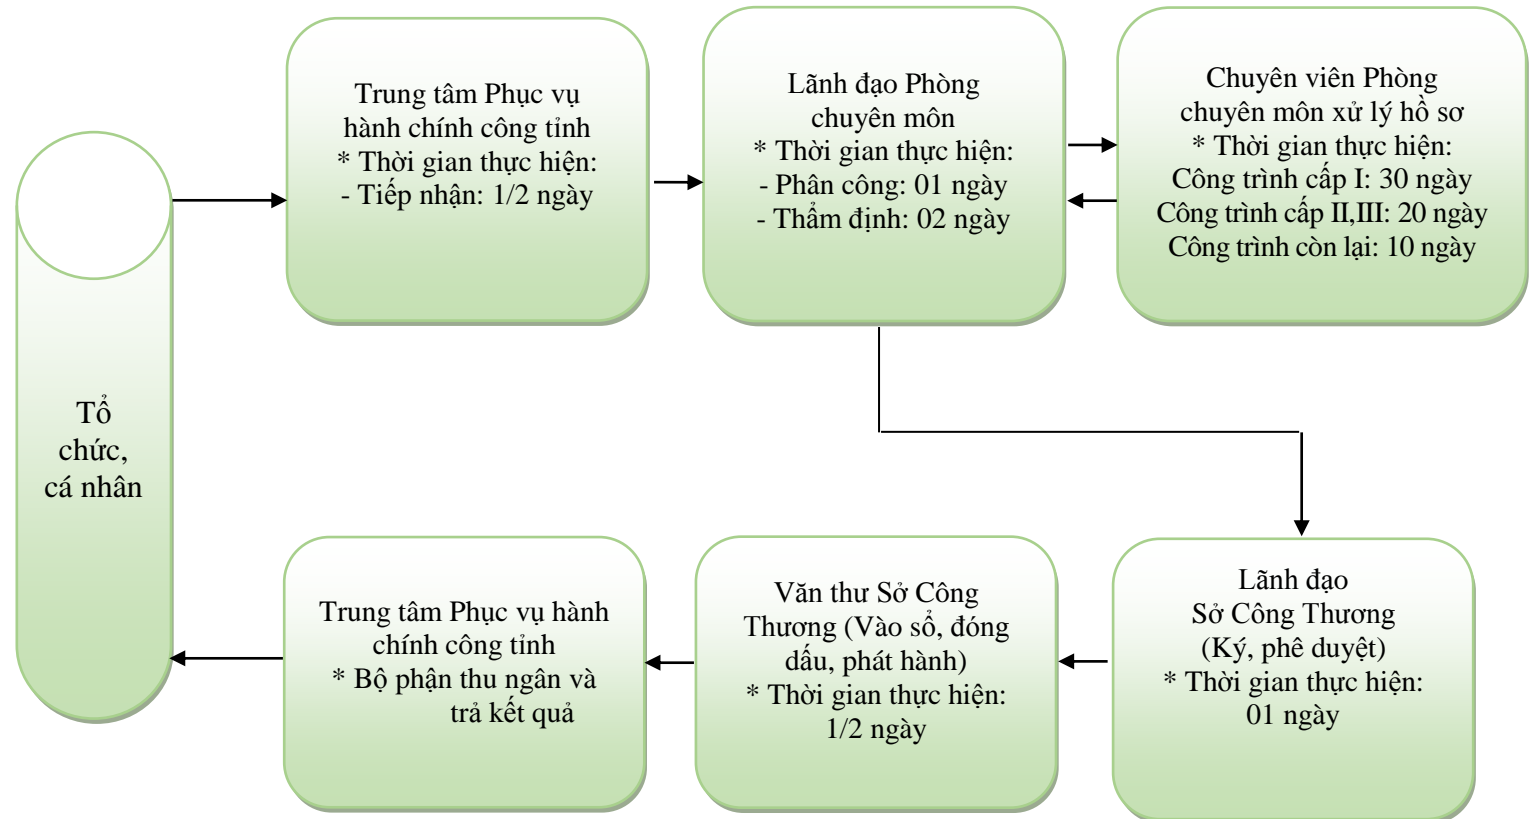 Tổ
chức,
cá nhân
Trung tâm Phục vụ
hành chính công tỉnh
* Thời gian thực hiện:
- Tiếp nhận: 1/2 ngày
Lãnh đạo Phòng
chuyên môn
* Thời gian thực hiện:
- Phân công: 01 ngày
- Thẩm định: 02 ngày
Chuyên viên Phòng
chuyên môn xử lý hồ sơ
* Thời gian thực hiện:
Công trình cấp I: 30 ngày
Công trình cấp II,III: 20 ngày
Công trình còn lại: 10 ngày
Lãnh đạo
Sở Công Thương
(Ký, phê duyệt)
* Thời gian thực hiện:
01 ngày
Văn thư Sở Công
Thương (Vào sổ, đóng
dấu, phát hành)
* Thời gian thực hiện:
1/2 ngày
Trung tâm Phục vụ hành
chính công tỉnh
* Bộ phận thu ngân và
trả kết quả